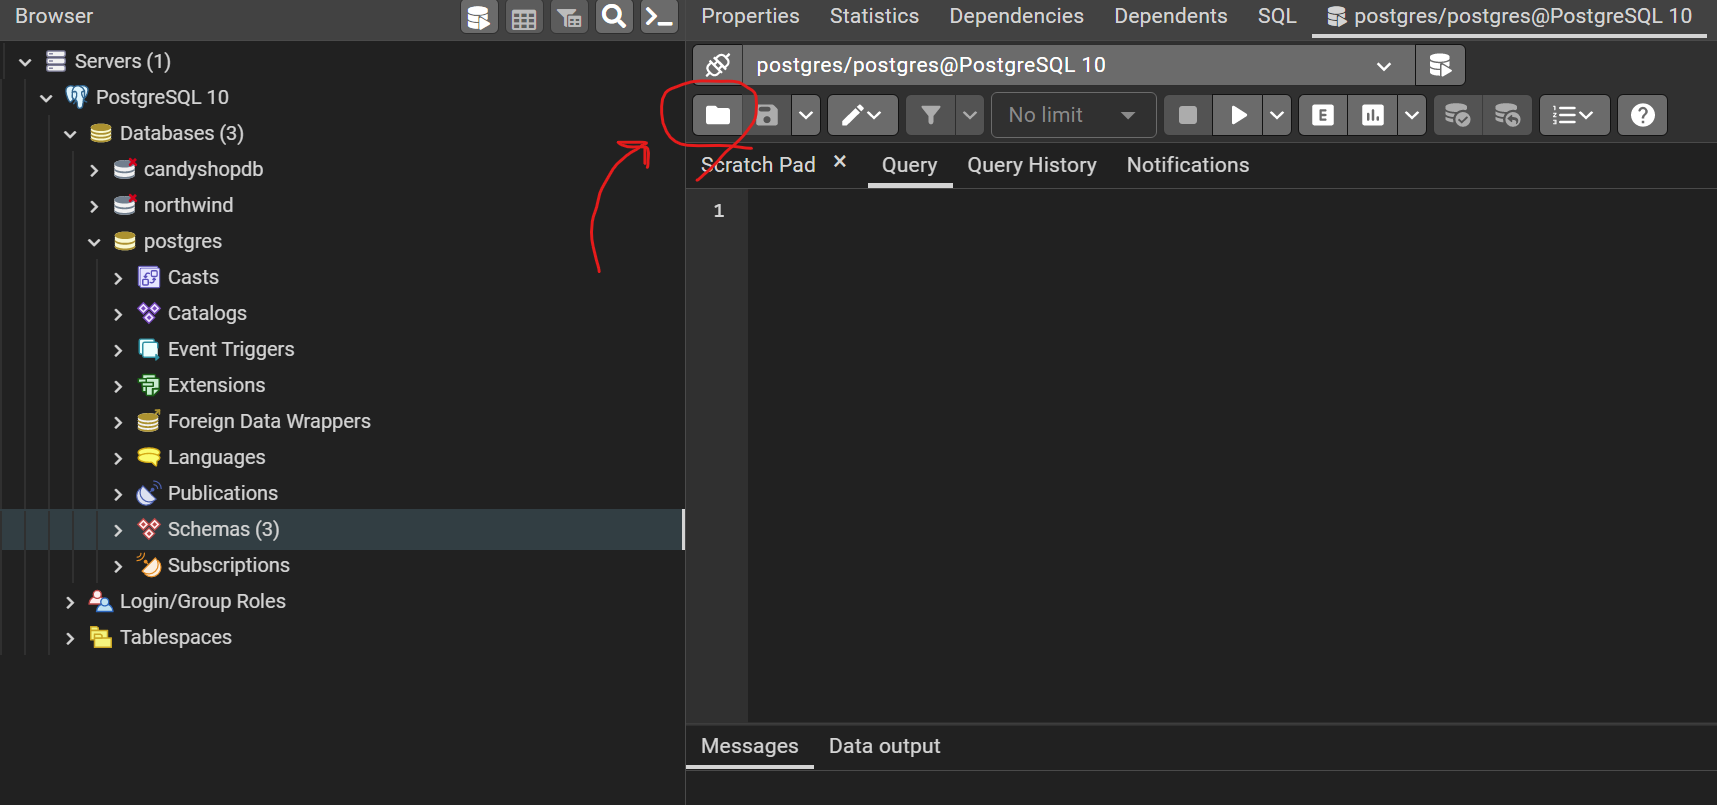 Browser
Properties Statistics Dependencies Dependents SQL postgres/postgres@PostgreSQL 10
Servers (1)
postgres/postgres@PostgreSQL 10
PostgreSQL 10
No limit
E
?
Databases (3)
candyshopdb
Scratch Pad × Query Query History Notifications
northwind
1
postgres
Casts
Catalogs
Event Triggers
Extensions
Foreign Data Wrappers
Languages
Publications
Schemas (3)
Subscriptions
Login/Group Roles
Tablespaces
Messages Data output